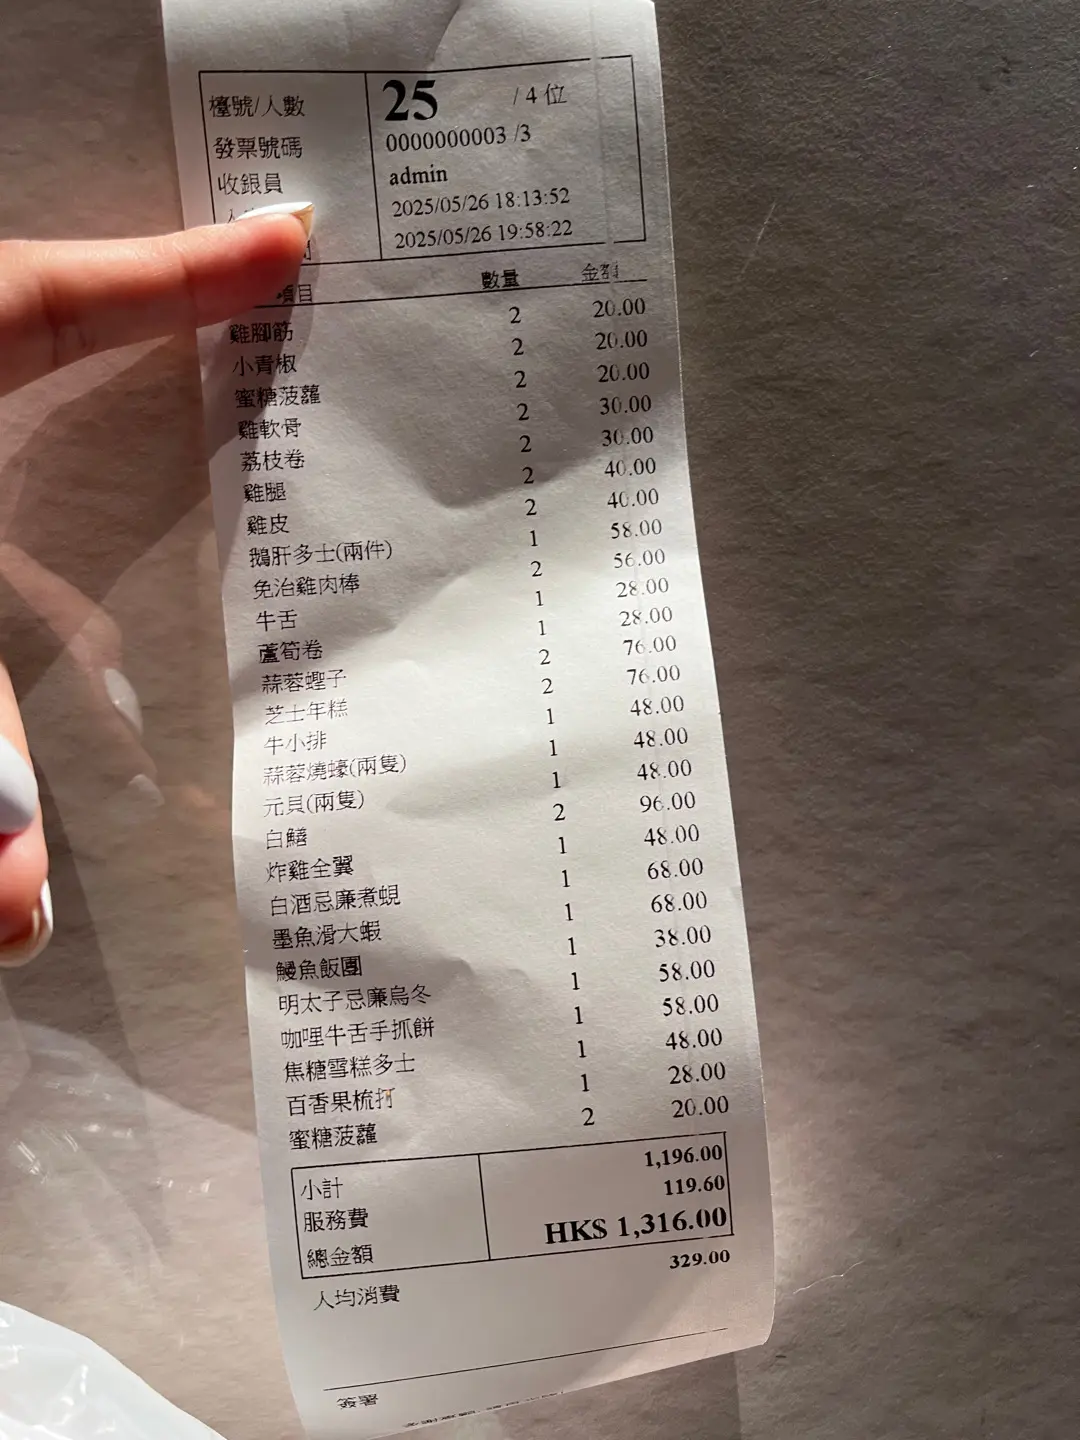 檯號/人數 25 /4 位
發票號碼 0000000003 /3
收銀員 admin
2025/05/26 18:13:52
2025/05/26 19:58:22
項目 數量 金額
雞腳筋 2 20.00
小青椒 2 20.00
蜜糖菠蘿 2 20.00
雞軟骨 2 30.00
荔枝卷 2 30.00
雞腿 2 40.00
雞皮 2 40.00
鵝肝多士(兩件) 1 58.00
免治雞肉棒 2 56.00
牛舌 1 28.00
蘆筍卷 1 28.00
蒜蓉蟶子 2 76.00
芝士年糕 2 76.00
牛小排 1 48.00
蒜蓉燒蠔(兩隻) 1 48.00
元貝(兩隻) 1 48.00
白鱔 2 96.00
炸雞全翼 1 48.00
白酒忌廉煮蜆 1 68.00
墨魚滑大蝦 1 68.00
鰻魚飯團 1 38.00
明太子忌廉烏冬 1 58.00
咖哩牛舌手抓餅 1 58.00
焦糖雪糕多士 1 48.00
百香果梳打 1 28.00
蜜糖菠蘿 2 20.00
小計 1,196.00
服務費 119.60
總金額 HK$ 1,316.00
人均消費 329.00
簽署